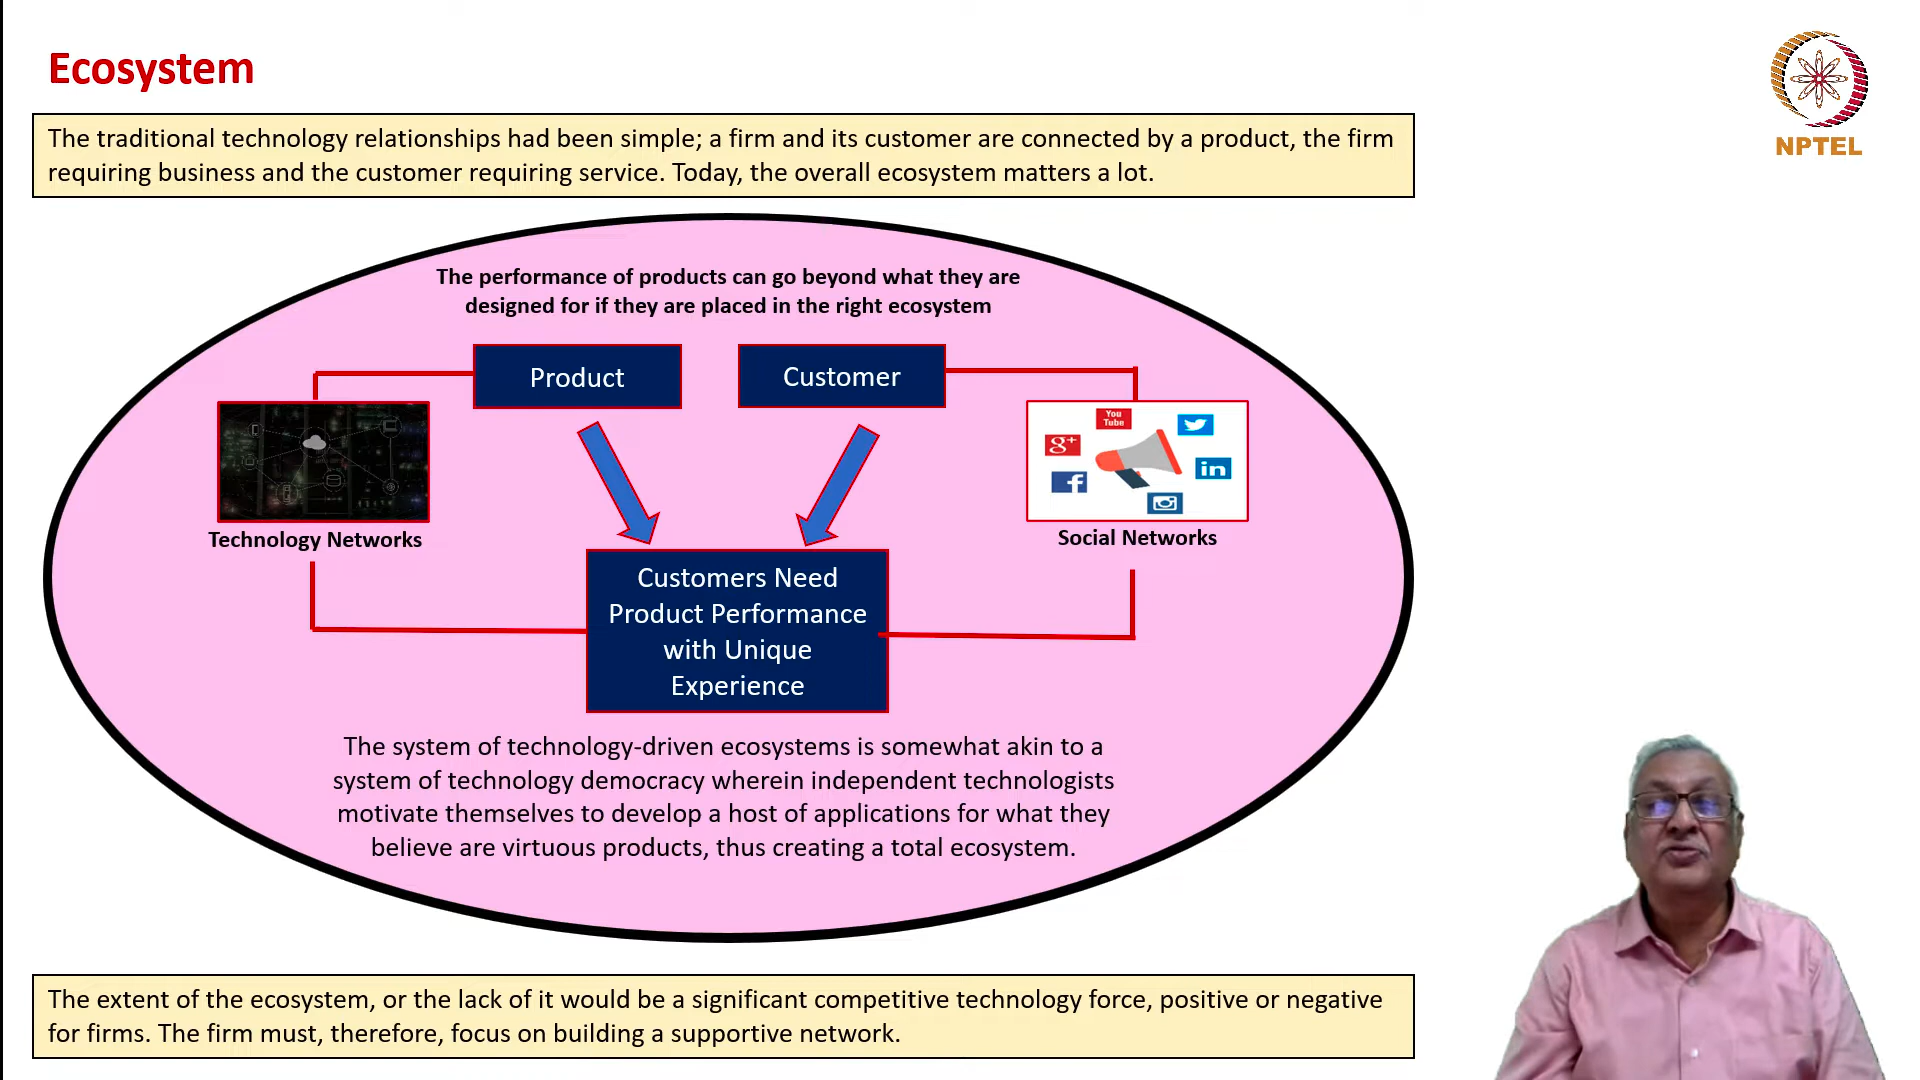 Ecosystem
NPTEL
The traditional technology relationships had been simple; a firm and its customer are connected by a product, the firm
requiring business and the customer requiring service. Today, the overall ecosystem matters a lot.
The performance of products can go beyond what they are
designed for if they are placed in the right ecosystem
Product
Customer
You
Tube
g+
f
in
Technology Networks
Social Networks
Customers Need
Product Performance
with Unique
Experience
The system of technology-driven ecosystems is somewhat akin to a
system of technology democracy wherein independent technologists
motivate themselves to develop a host of applications for what they
believe are virtuous products, thus creating a total ecosystem.
The extent of the ecosystem, or the lack of it would be a significant competitive technology force, positive or negative
for firms. The firm must, therefore, focus on building a supportive network.